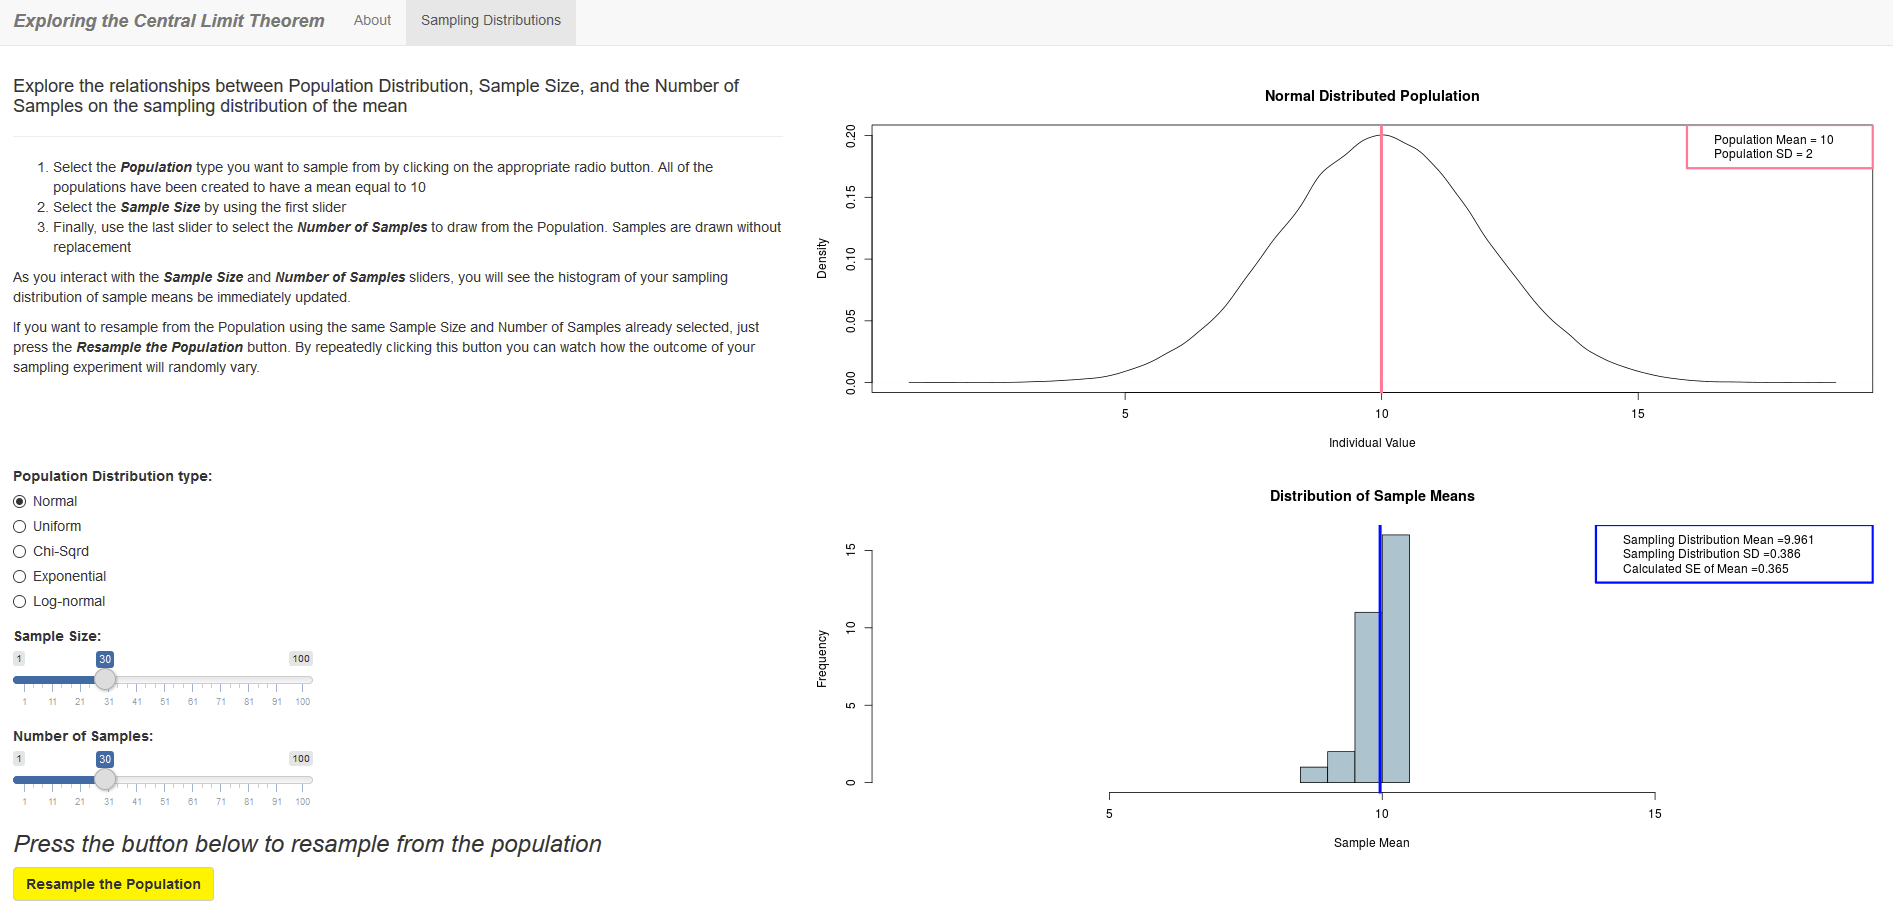 Exploring the Central Limit Theorem About Sampling Distributions
Explore the relationships between Population Distribution, Sample Size, and the Number of
Samples on the sampling distribution of the mean
1. Select the Population type you want to sample from by clicking on the appropriate radio button. All of the
populations have been created to have a mean equal to 10
2. Select the Sample Size by using the first slider
3. Finally, use the last slider to select the Number of Samples to draw from the Population. Samples are drawn without
replacement
As you interact with the Sample Size and Number of Samples sliders, you will see the histogram of your sampling
distribution of sample means be immediately updated.
If you want to resample from the Population using the same Sample Size and Number of Samples already selected, just
press the Resample the Population button. By repeatedly clicking this button you can watch how the outcome of your
sampling experiment will randomly vary.
Population Distribution type:
Normal
Uniform
Chi-Sqrd
Exponential
Log-normal
Sample Size:
1 30 100
1 11 21 31 41 51 61 71 81 91 100
Number of Samples:
1 30 100
1 11 21 31 41 51 61 71 81 91 100
Press the button below to resample from the population
Resample the Population
Normal Distributed Poplulation
Population Mean = 10
Population SD = 2
Density
0.20
0.15
0.10
0.05
0.00
5 10 15
Individual Value
Distribution of Sample Means
Sampling Distribution Mean =9.961
Sampling Distribution SD =0.386
Calculated SE of Mean =0.365
Frequency
15
10
5
0
5 10 15
Sample Mean